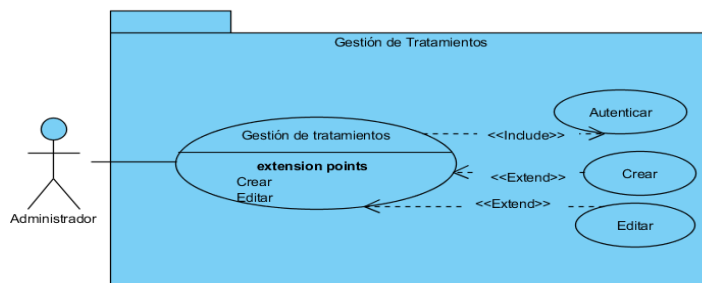 Gestión de Tratamientos
Autenticar
Gestión de tratamientos
<<Include>>
extension points
Crear
Editar
<<Extend>>
Crear
<<Extend>>
Editar
Administrador